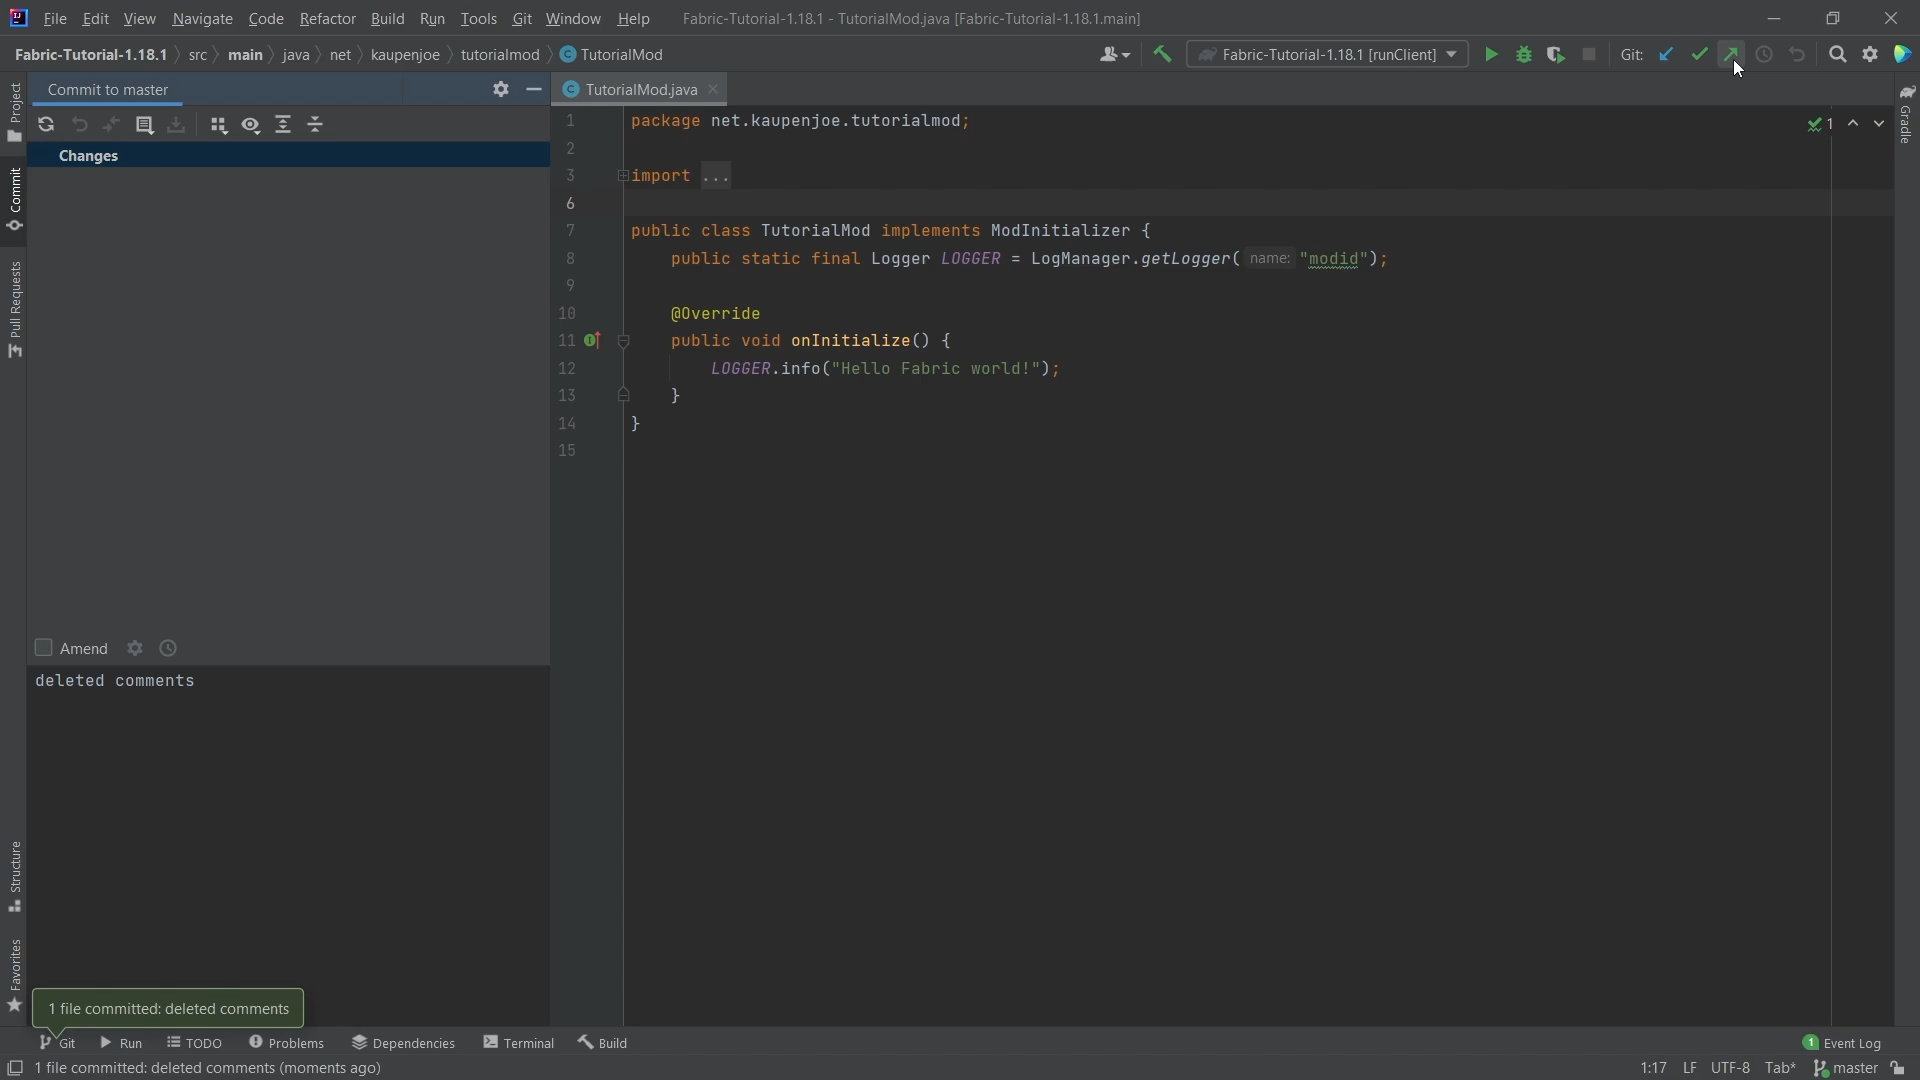 File Edit View Navigate Code Refactor Build Run Tools Git Window Help Fabric-Tutorial-1.18.1 - TutorialMod.java [Fabric-Tutorial-1.18.1.main]
Fabric-Tutorial-1.18.1 src main java net kaupenjoe tutorialmod TutorialMod Fabric-Tutorial-1.18.1 [runClient] Git:
Commit to master
TutorialMod.java
Changes
1 package net.kaupenjoe.tutorialmod;
2
3 import ...
6
7 public class TutorialMod implements ModInitializer {
8 public static final Logger LOGGER = LogManager.getLogger( name: "modid");
9
10 @Override
11 public void onInitialize() {
12 LOGGER.info("Hello Fabric world!");
13 }
14 }
15
1
Project
Commit
Pull Requests
Structure
Favorites
Gradle
Amend
deleted comments
1 file committed: deleted comments
Git Run TODO Problems Dependencies Terminal Build 1 Event Log
1 file committed: deleted comments (moments ago) 1:17 LF UTF-8 Tab* master